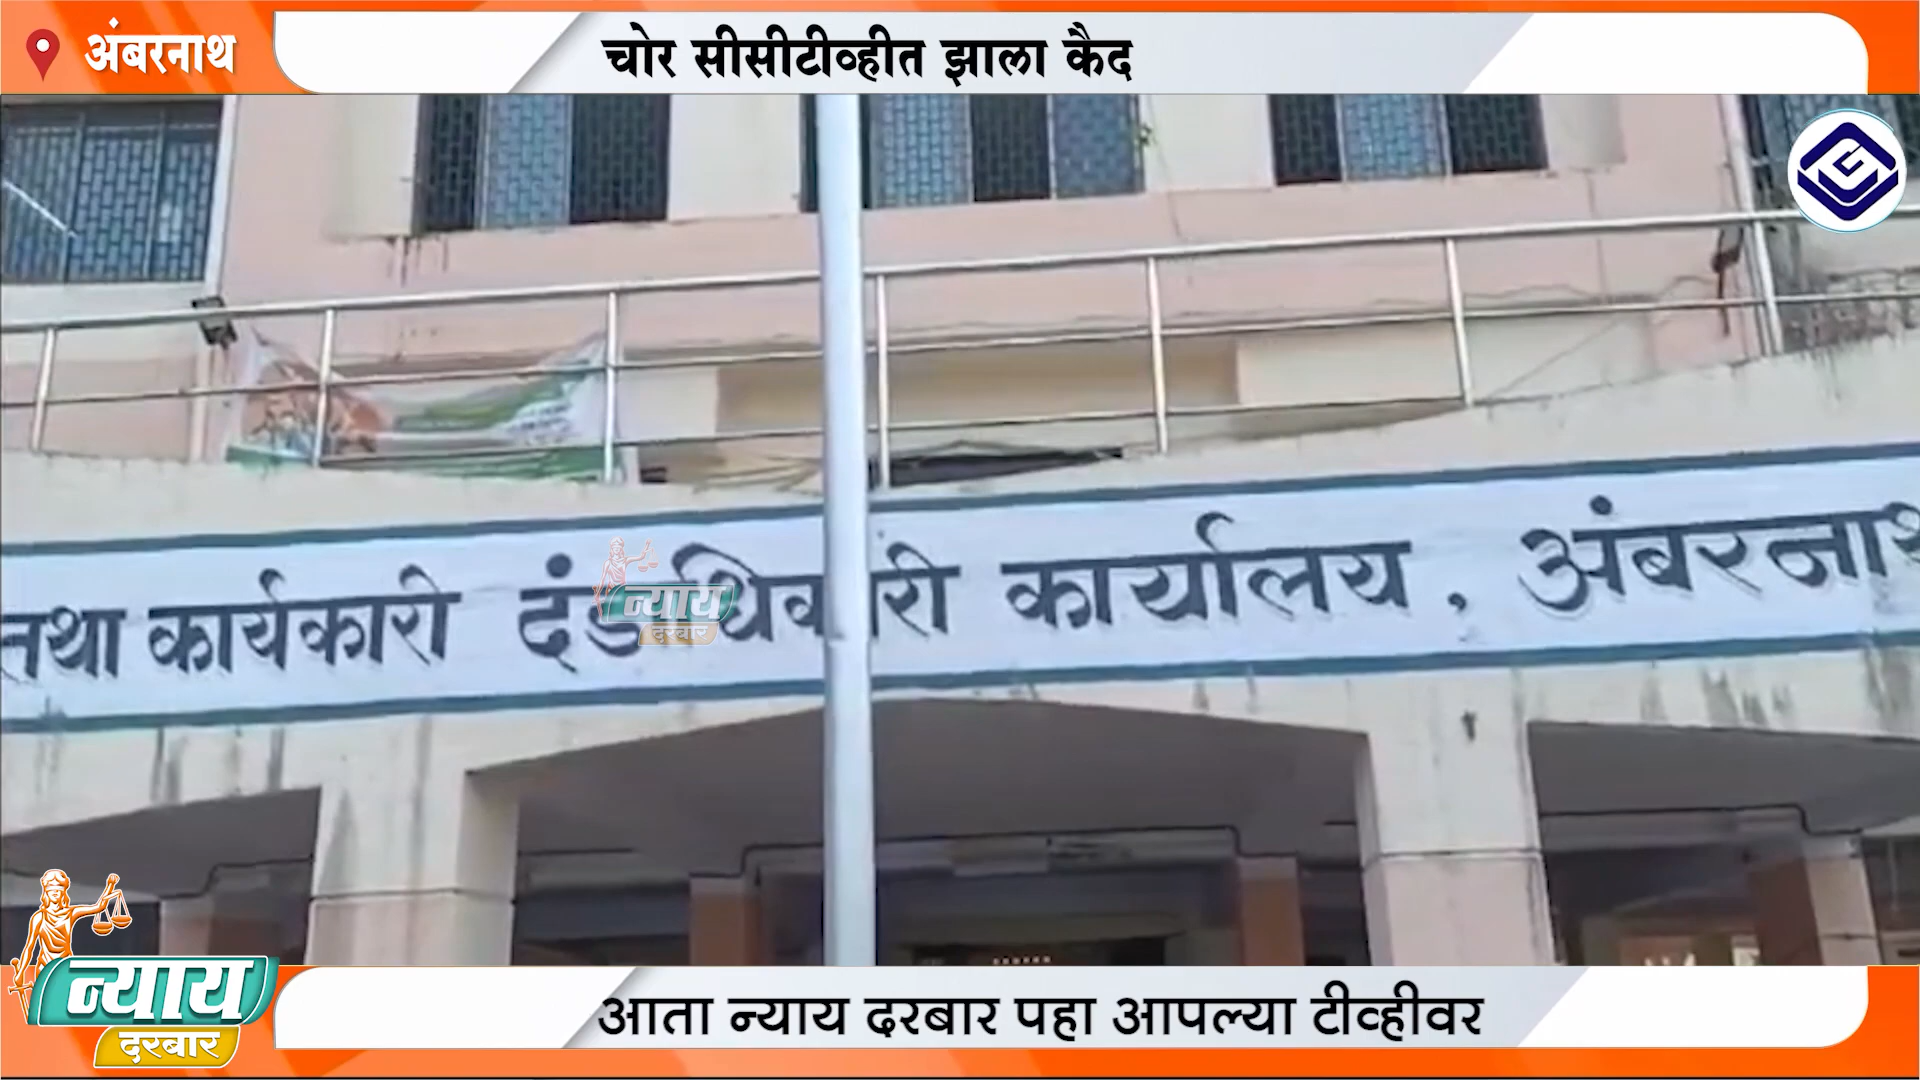 अंबरनाथ
चोर सीसीटीव्हीत झाला कैद
तथा कार्यकारी दंडाधिकारी कार्यालय, अंबरनाथ
न्याय
दरबार
न्याय
दरबार
आता न्याय दरबार पहा आपल्या टीव्हीवर